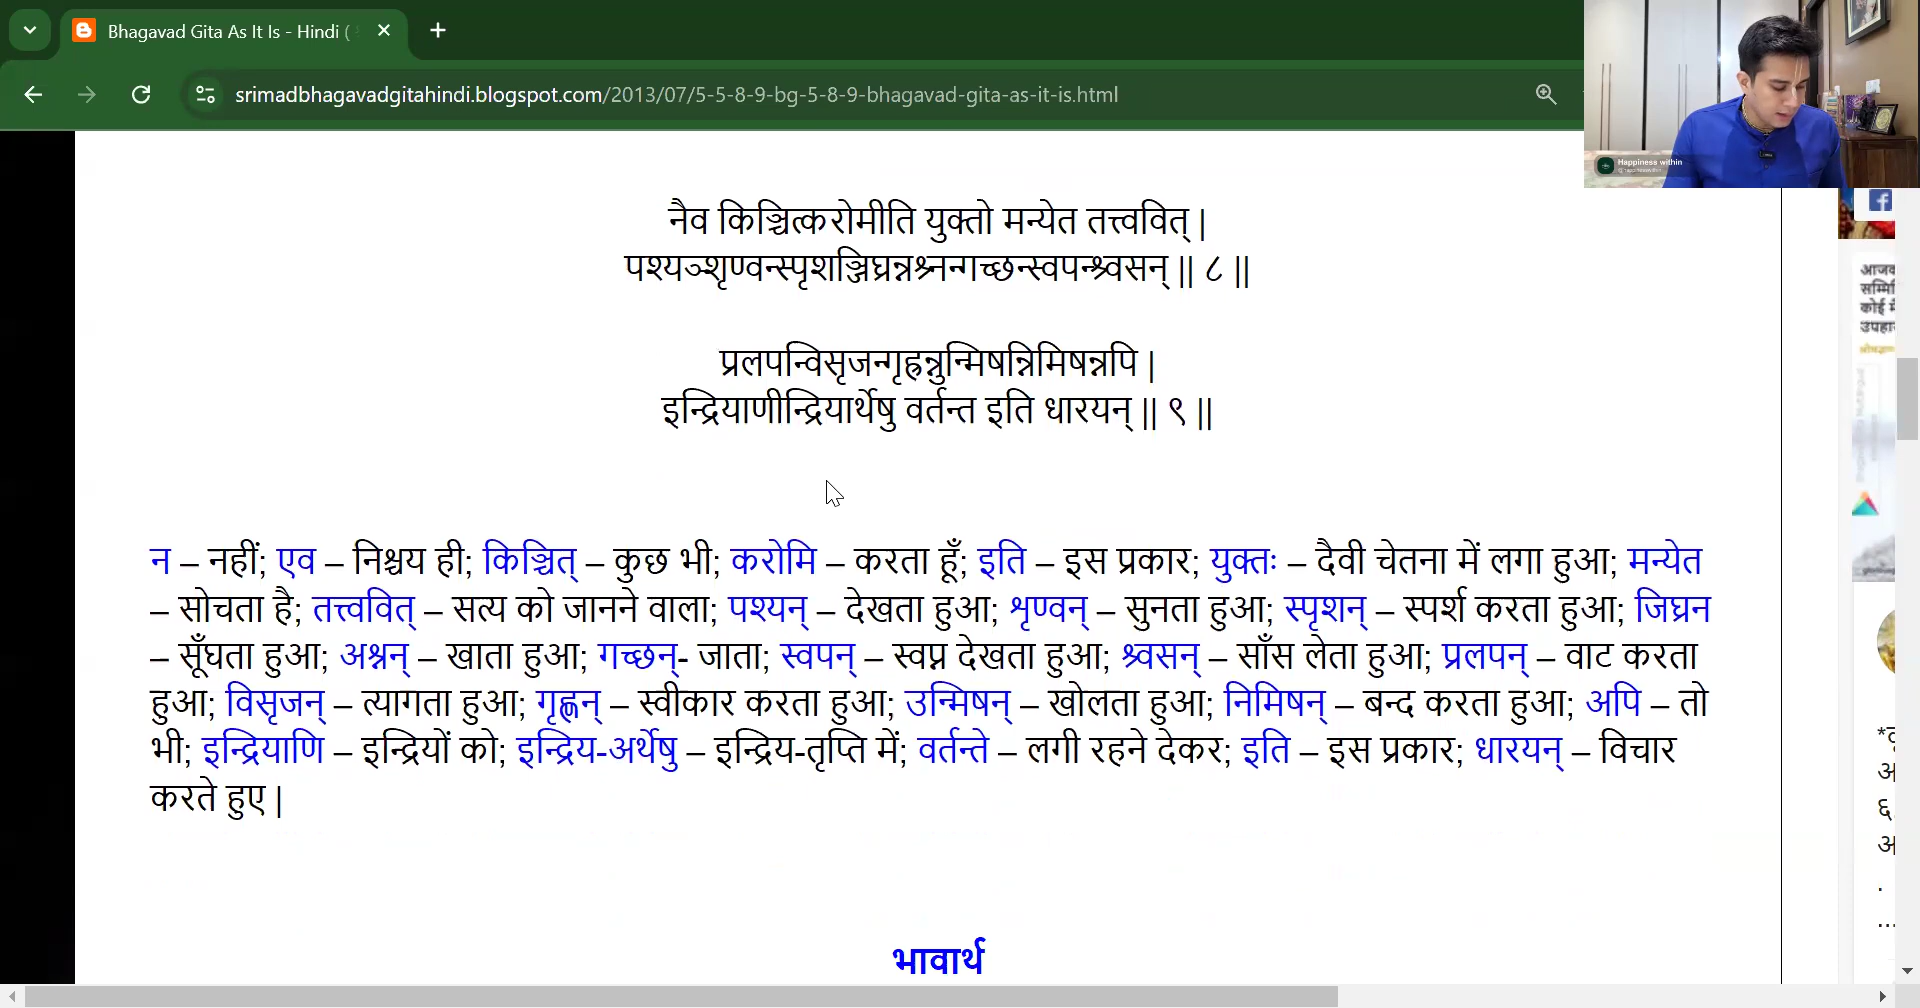 Bhagavad Gita As It Is - Hindi (
srimadbhagavadgitahindi.blogspot.com/2013/07/5-5-8-9-bg-5-8-9-bhagavad-gita-as-it-is.html
Happiness within
नैव किञ्चित्करोमीति युक्तो मन्येत तत्त्ववित् |
पश्यञ्शृण्वन्स्पृशञ्जिघ्रन्नश्र्नन्गच्छन्स्वपन्श्र्वसन् || ८ ||
प्रलपन्विसृजन्गृह्रन्नुन्मिषन्निमिषन्नपि |
इन्द्रियाणीन्द्रियार्थेषु वर्तन्त इति धारयन् || ९ ||
न – नहीं; एव – निश्चय ही; किञ्चित् – कुछ भी; करोमि – करता हूँ; इति – इस प्रकार; युक्तः – दैवी चेतना में लगा हुआ; मन्येत
– सोचता है; तत्त्ववित् – सत्य को जानने वाला; पश्यन् – देखता हुआ; शृण्वन् – सुनता हुआ; स्पृशन् – स्पर्श करता हुआ; जिघ्रन
– सूँघता हुआ; अश्नन् – खाता हुआ; गच्छन्- जाता; स्वपन् – स्वप्न देखता हुआ; श्र्वसन् – साँस लेता हुआ; प्रलपन् – वाट करता
हुआ; विसृजन् – त्यागता हुआ; गृह्णन् – स्वीकार करता हुआ; उन्मिषन् – खोलता हुआ; निमिषन् – बन्द करता हुआ; अपि – तो
भी; इन्द्रियाणि – इन्द्रियों को; इन्द्रिय-अर्थेषु – इन्द्रिय-तृप्ति में; वर्तन्ते – लगी रहने देकर; इति – इस प्रकार; धारयन् – विचार
करते हुए |
भावार्थ